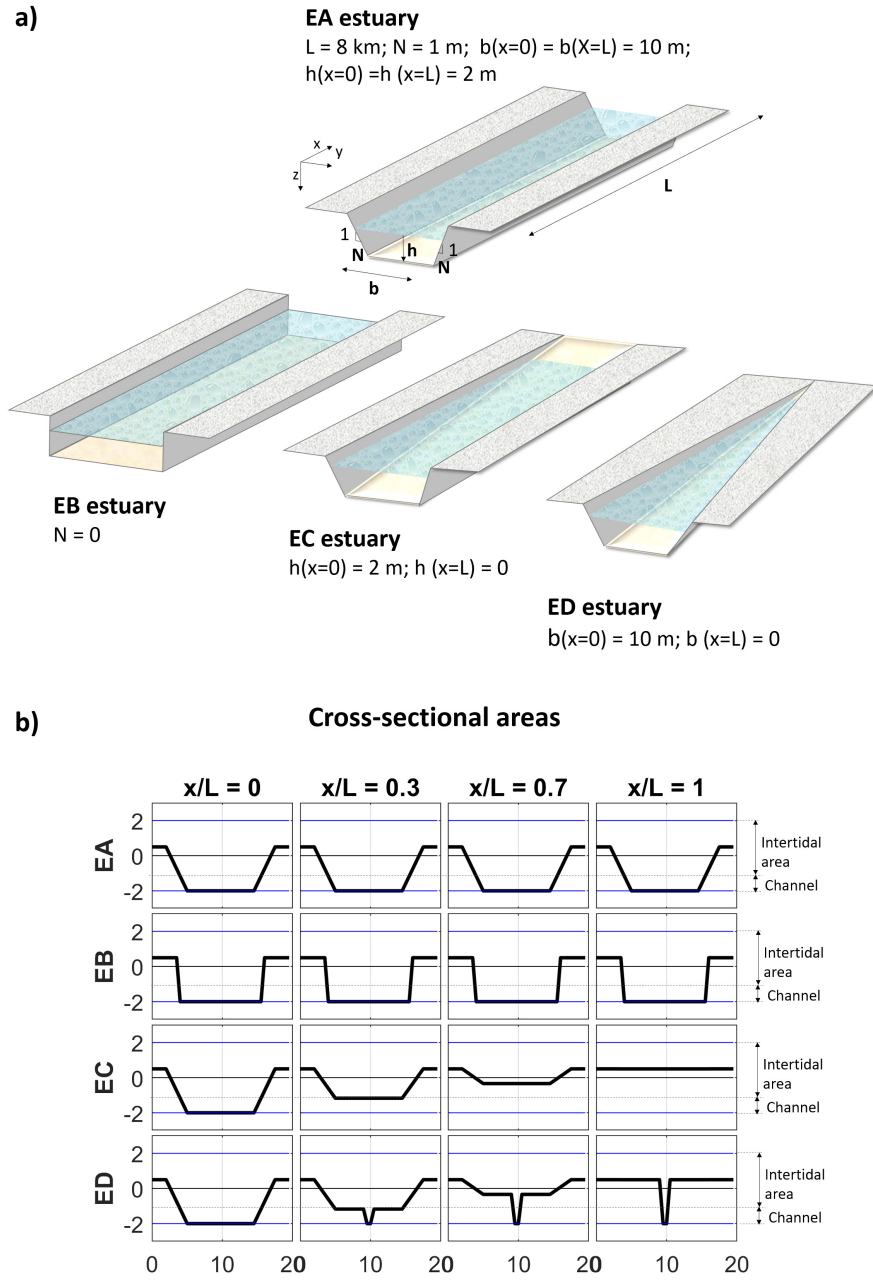 a)
EA estuary
L = 8 km; N = 1 m; b(x=0) = b(X=L) = 10 m;
h(x=0) =h (x=L) = 2 m
x
y
z
L
1
h
1
N
N
b
EB estuary
N = 0
EC estuary
h(x=0) = 2 m; h (x=L) = 0
ED estuary
b(x=0) = 10 m; b (x=L) = 0
b)
Cross-sectional areas
x/L = 0 x/L = 0.3 x/L = 0.7 x/L = 1
EA
2
0
-2
Intertidal
area
Channel
EB
2
0
-2
Intertidal
area
Channel
EC
2
0
-2
Intertidal
area
Channel
ED
2
0
-2
Intertidal
area
Channel
0 10 20 0 10 20 0 10 20 0 10 20